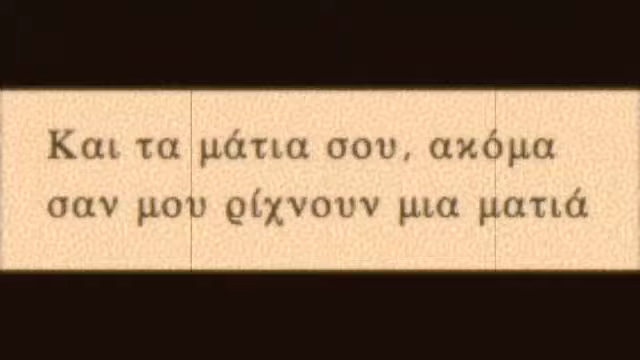 Και τα μάτια σου, ακόμα
σαν μου ρίχνουν μια ματιά